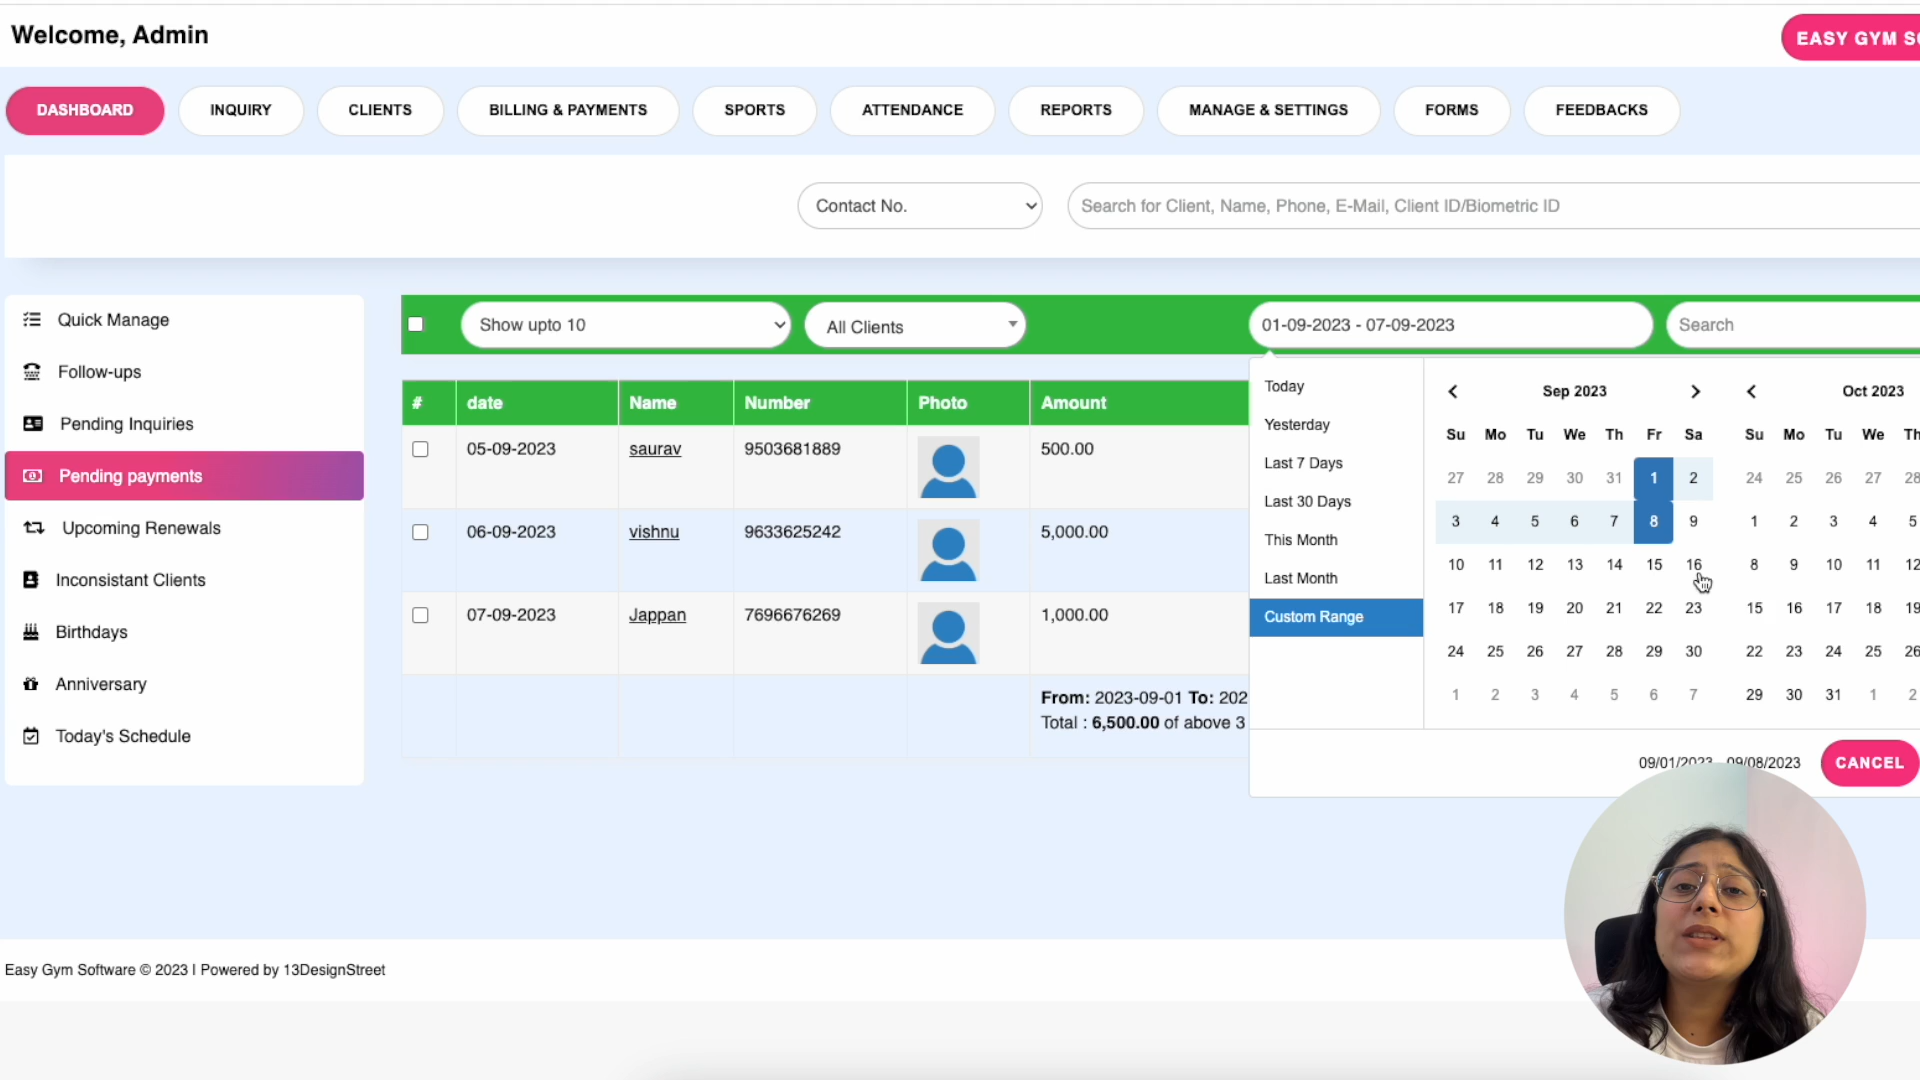 Welcome, Admin
EASY GYM SO
DASHBOARD
INQUIRY
CLIENTS
BILLING & PAYMENTS
SPORTS
ATTENDANCE
REPORTS
MANAGE & SETTINGS
FORMS
FEEDBACKS
Contact No.
Search for Client, Name, Phone, E-Mail, Client ID/Biometric ID
Quick Manage
Follow-ups
Pending Inquiries
Pending payments
Upcoming Renewals
Inconsistant Clients
Birthdays
Anniversary
Today's Schedule
Show upto 10
All Clients
01-09-2023 - 07-09-2023
Search
# date Name Number Photo Amount
05-09-2023 saurav 9503681889 500.00
06-09-2023 vishnu 9633625242 5,000.00
07-09-2023 Jappan 7696676269 1,000.00
From: 2023-09-01 To: 202
Total : 6,500.00 of above 3
Today
Yesterday
Last 7 Days
Last 30 Days
This Month
Last Month
Custom Range
Sep 2023
Su Mo Tu We Th Fr Sa
27 28 29 30 31 1 2
3 4 5 6 7 8 9
10 11 12 13 14 15 16
17 18 19 20 21 22 23
24 25 26 27 28 29 30
1 2 3 4 5 6 7
Oct 2023
Su Mo Tu We Th
24 25 26 27 28
1 2 3 4 5
8 9 10 11 12
15 16 17 18 19
22 23 24 25 26
29 30 31 1 2
09/01/2023 - 09/08/2023
CANCEL
Easy Gym Software © 2023 I Powered by 13DesignStreet